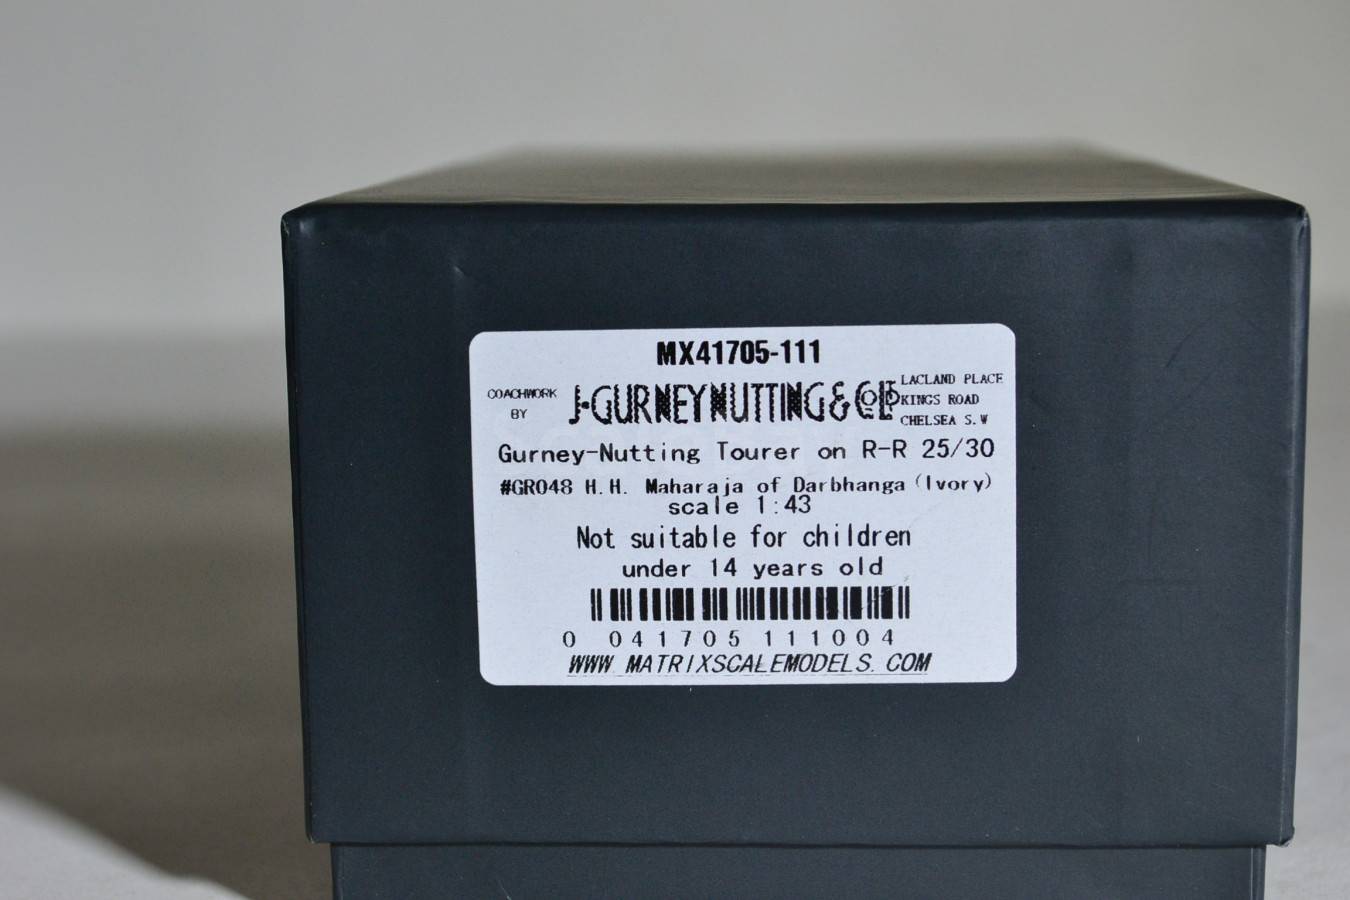 MX41705-111
COACHWORK BY
J·GURNEY NUTTING & CO LTD
LACLAND PLACE
KINGS ROAD
CHELSEA S.W
Gurney-Nutting Tourer on R-R 25/30
#GR048 H.H. Maharaja of Darbhanga (Ivory)
scale 1:43
Not suitable for children
under 14 years old
0 041705 111004
WWW.MATRIXSCALEMODELS.COM